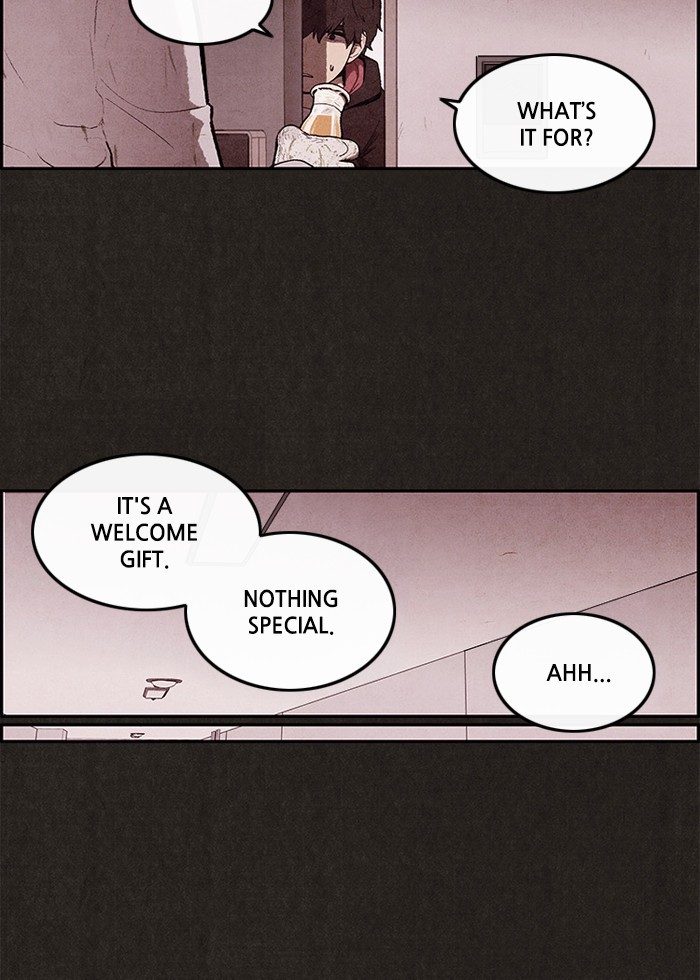 WHAT'S
IT FOR?
IT'S A
WELCOME
GIFT.
NOTHING
SPECIAL.
AHH...